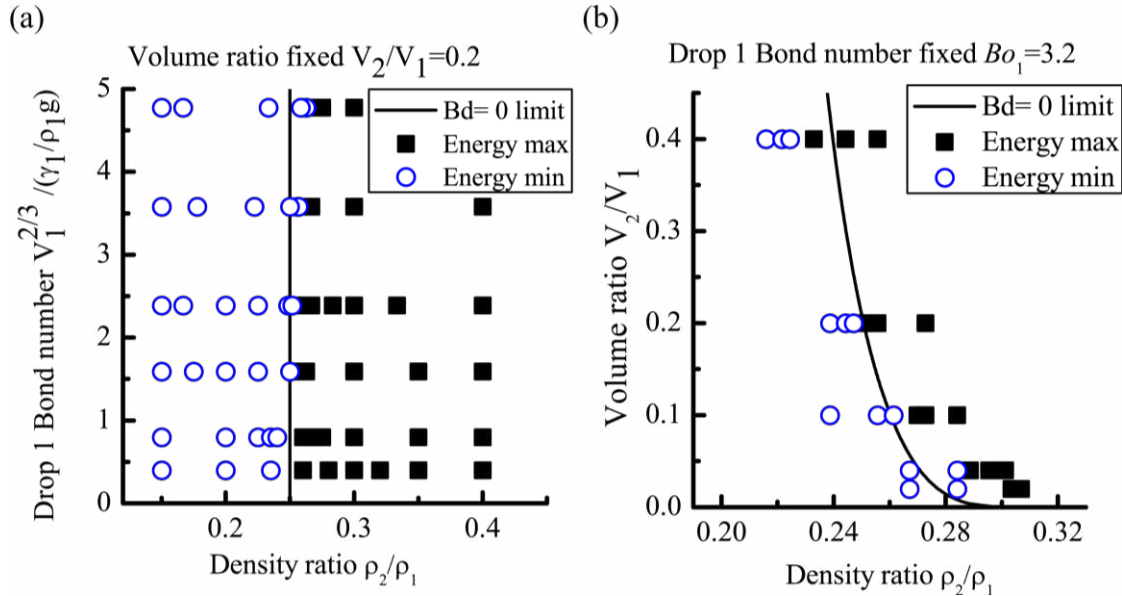 (a)
Volume ratio fixed V2/V1=0.2
Drop 1 Bond number V1^2/3 /(γ1/ρ1g)
5
4
3
2
1
0
Bd= 0 limit
Energy max
Energy min
0.2
0.3
0.4
Density ratio ρ2/ρ1
(b)
Drop 1 Bond number fixed Bo1=3.2
Volume ratio V2/V1
0.4
0.3
0.2
0.1
0.0
Bd= 0 limit
Energy max
Energy min
0.20
0.24
0.28
0.32
Density ratio ρ2/ρ1